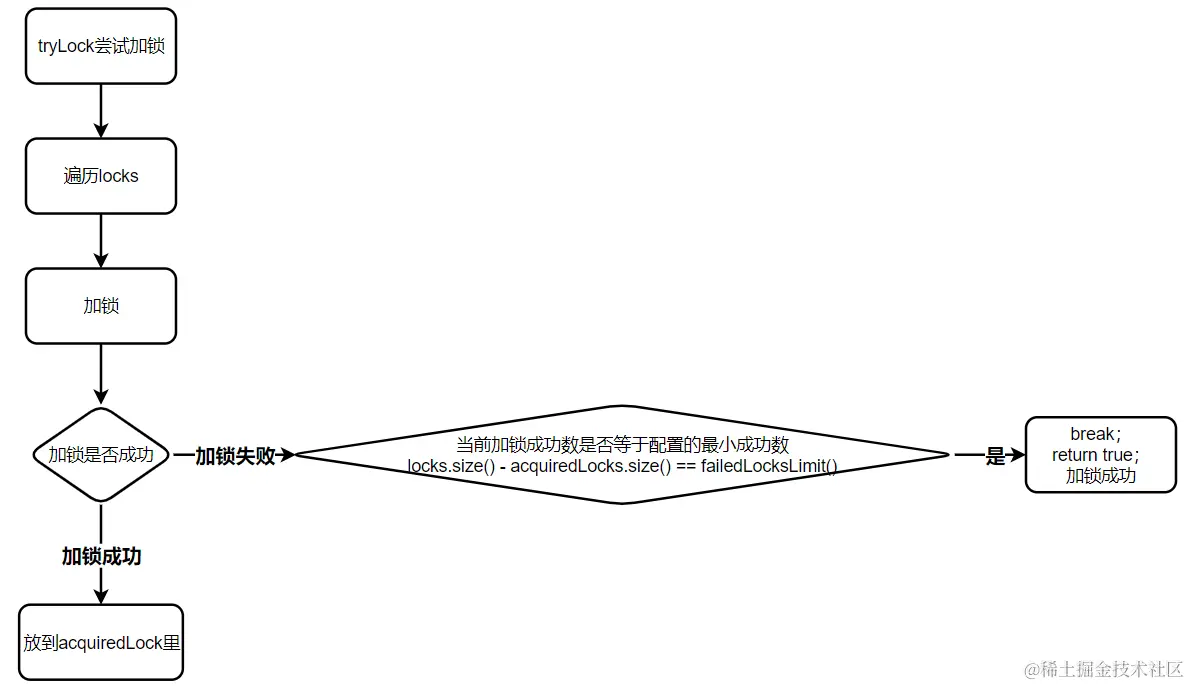 tryLock尝试加锁
遍历locks
加锁
加锁是否成功
加锁失败
当前加锁成功数是否等于配置的最小成功数
locks.size() - acquiredLocks.size() == failedLocksLimit()
是
break;
return true;
加锁成功
加锁成功
放到acquiredLock里
@稀土掘金技术社区